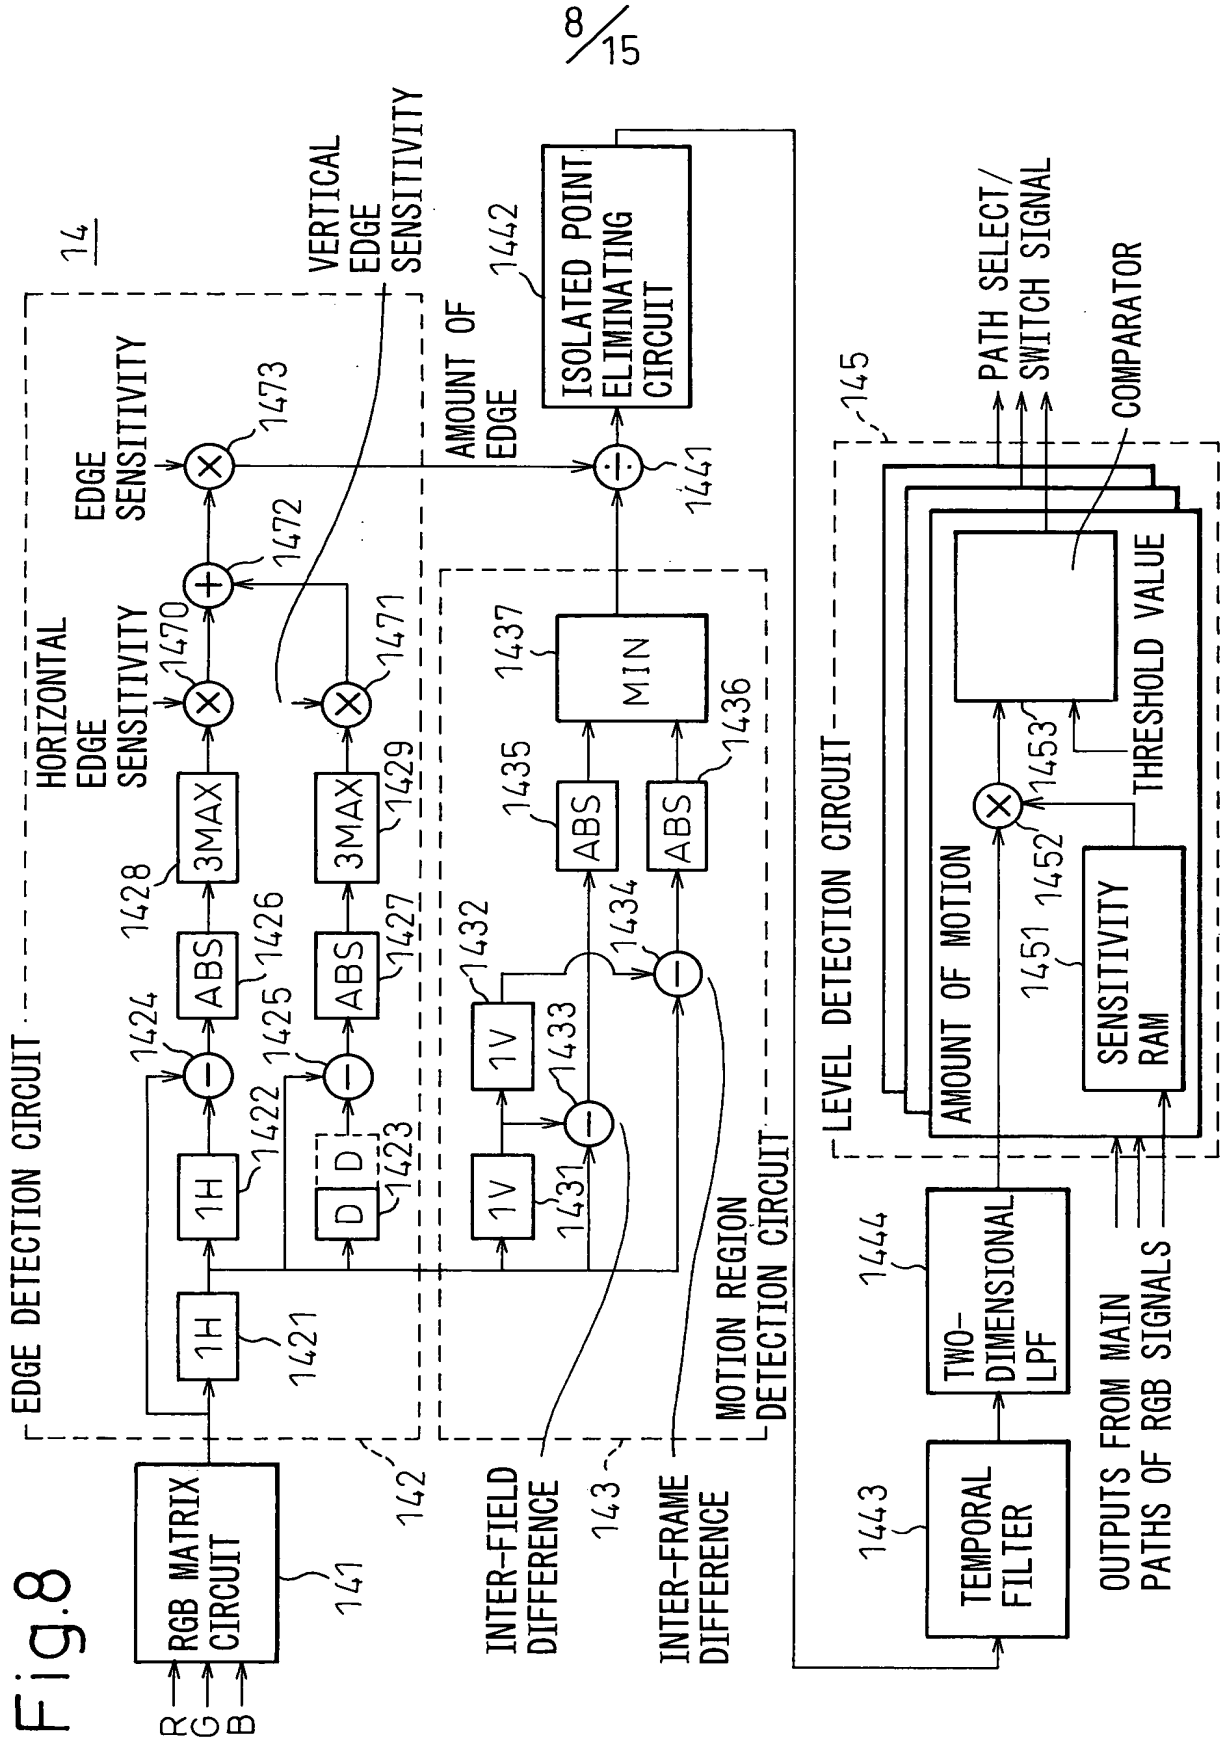 8/15
Fig.8
14
R
G
B
RGB MATRIX
CIRCUIT
141
EDGE DETECTION CIRCUIT
142
1H
1421
1H
1422
D
D
1423
−
1424
−
1425
ABS
1426
ABS
1427
3MAX
1428
3MAX
1429
HORIZONTAL
EDGE
SENSITIVITY
×
1470
×
1471
+
1472
EDGE
SENSITIVITY
×
1473
VERTICAL
EDGE
SENSITIVITY
AMOUNT OF
EDGE
MOTION REGION
DETECTION CIRCUIT
143
INTER-FIELD
DIFFERENCE
INTER-FRAME
DIFFERENCE
1V
1431
1V
1432
−
1433
−
1434
ABS
1435
ABS
1436
MIN
1437
÷
1441
ISOLATED POINT
ELIMINATING
CIRCUIT
1442
TEMPORAL
FILTER
1443
TWO-
DIMENSIONAL
LPF
1444
LEVEL DETECTION CIRCUIT
145
AMOUNT OF MOTION
SENSITIVITY
RAM
1451
×
1452
1453
THRESHOLD VALUE
COMPARATOR
PATH SELECT/
SWITCH SIGNAL
OUTPUTS FROM MAIN
PATHS OF RGB SIGNALS